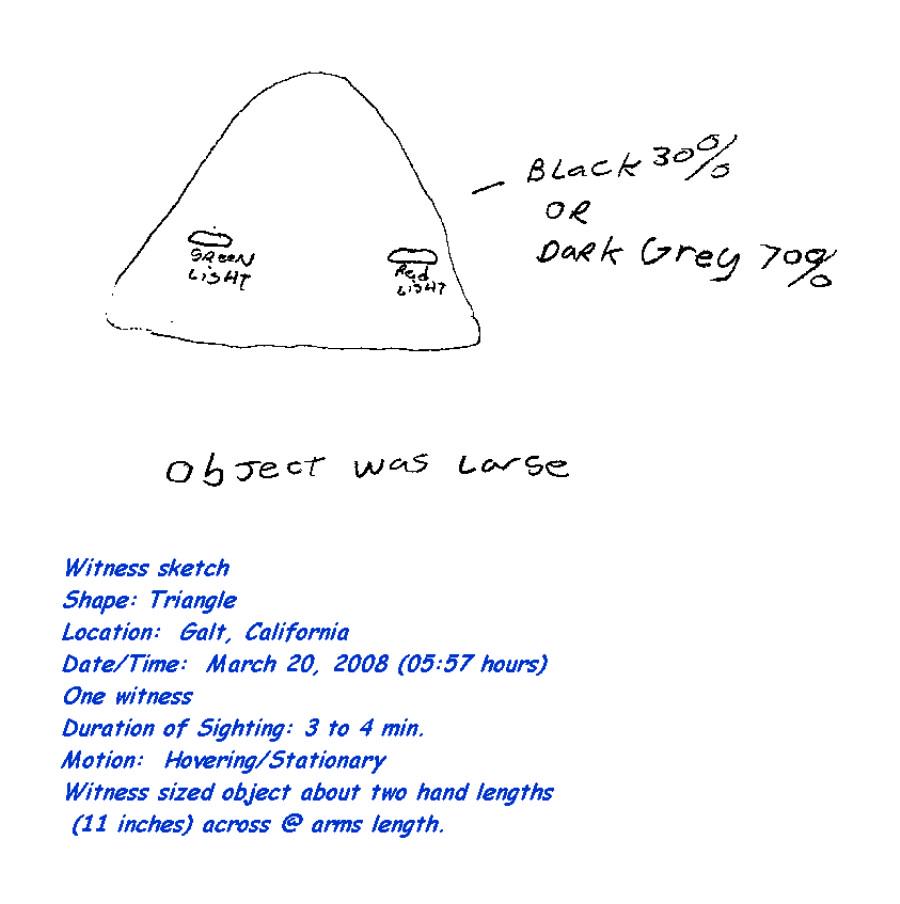 — BLack 30%
OR
DARK Grey 70%
GReeN
LIGHT
Red
LIGHT
Object was Large
Witness sketch
Shape: Triangle
Location: Galt, California
Date/Time: March 20, 2008 (05:57 hours)
One witness
Duration of Sighting: 3 to 4 min.
Motion: Hovering/Stationary
Witness sized object about two hand lengths
(11 inches) across @ arms length.